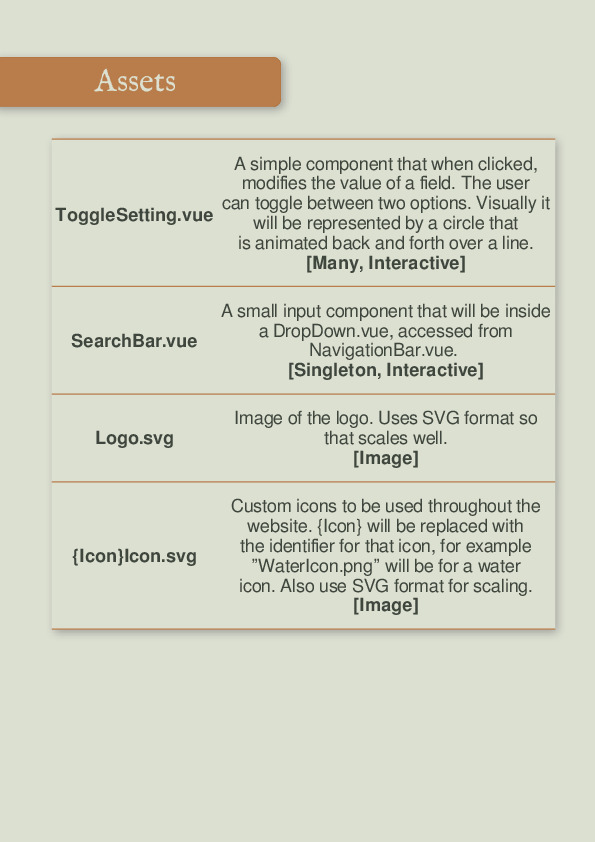 Assets
ToggleSetting.vue
A simple component that when clicked,
modifies the value of a field. The user
can toggle between two options. Visually it
will be represented by a circle that
is animated back and forth over a line.
[Many, Interactive]
SearchBar.vue
A small input component that will be inside
a DropDown.vue, accessed from
NavigationBar.vue.
[Singleton, Interactive]
Logo.svg
Image of the logo. Uses SVG format so
that scales well.
[Image]
{Icon}Icon.svg
Custom icons to be used throughout the
website. {Icon} will be replaced with
the identifier for that icon, for example
”WaterIcon.png” will be for a water
icon. Also use SVG format for scaling.
[Image]